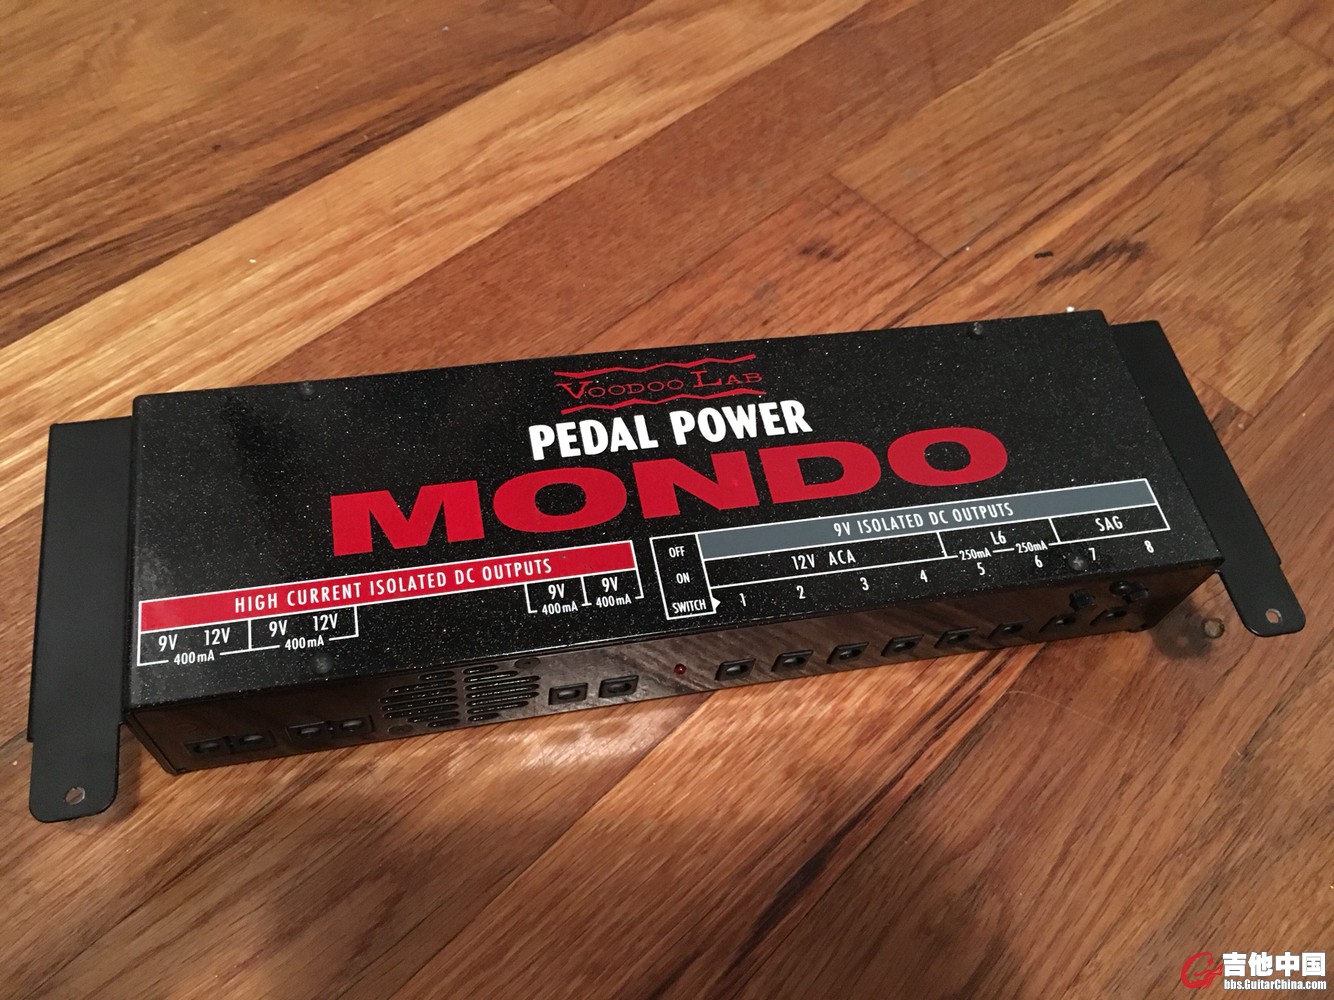 VOODOO LAB
PEDAL POWER
MONDO
HIGH CURRENT ISOLATED DC OUTPUTS
9V 12V 9V 12V 9V 9V
400mA 400mA 400mA 400mA
OFF 9V ISOLATED DC OUTPUTS
ON 12V ACA L6 SAG
250mA 250mA
SWITCH 1 2 3 4 5 6 7 8
吉他中国
bbs.GuitarChina.com